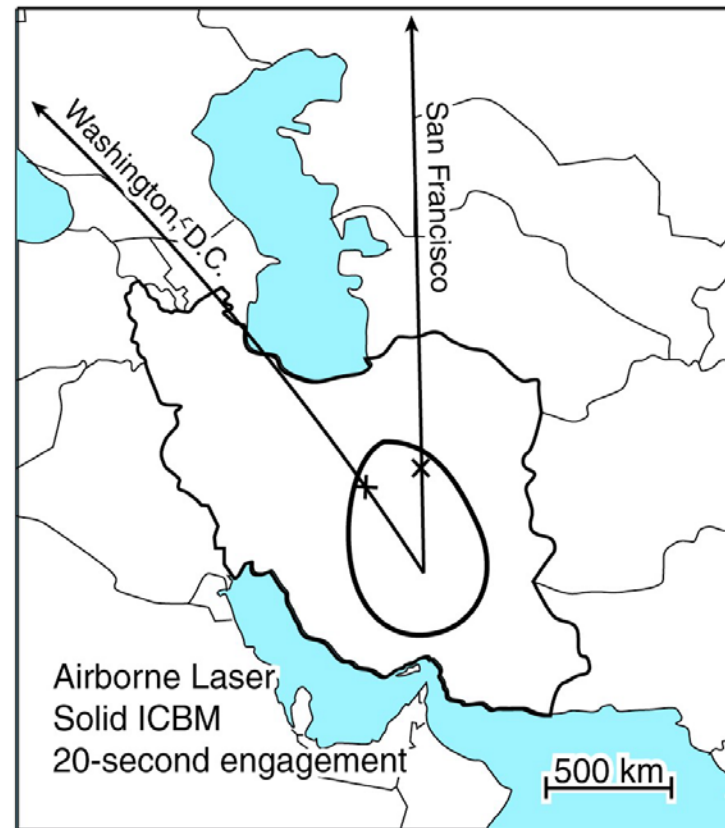 Washington, D.C.
San Francisco
Airborne Laser
Solid ICBM
20-second engagement
500 km